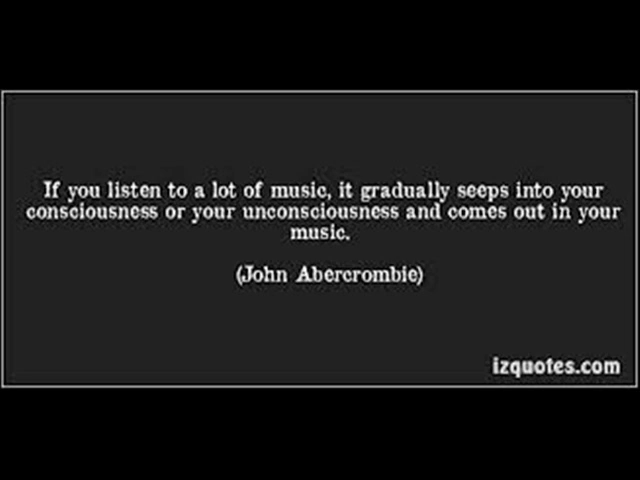 If you listen to a lot of music, it gradually seeps into your
consciousness or your unconsciousness and comes out in your
music.
(John Abercrombie)
izquotes.com